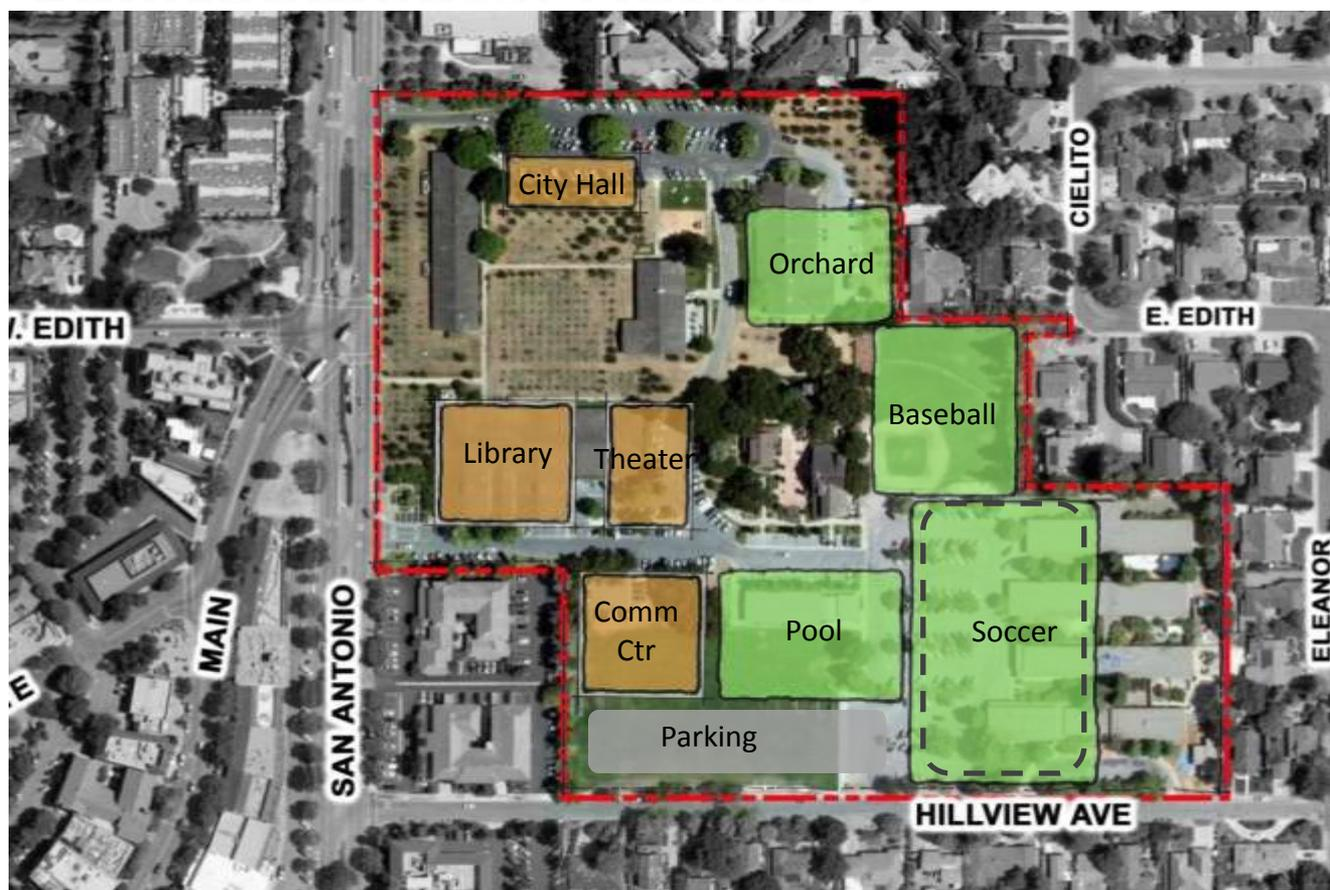 City Hall
CIELITO
Orchard
W. EDITH
E. EDITH
Baseball
Library
Theater
ELEANOR
MAIN
SAN ANTONIO
Comm
Ctr
Pool
Soccer
Parking
HILLVIEW AVE